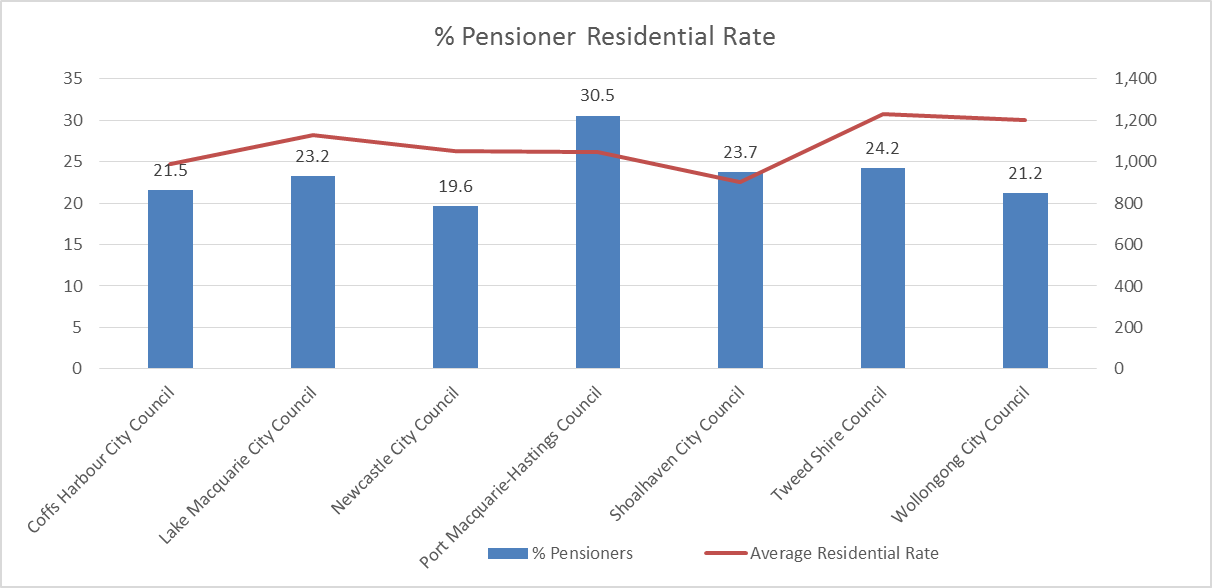 % Pensioner Residential Rate
35
30
25
20
15
10
5
0
1,400
1,200
1,000
800
600
400
200
0
21.5
23.2
19.6
30.5
23.7
24.2
21.2
Coffs Harbour City Council
Lake Macquarie City Council
Newcastle City Council
Port Macquarie-Hastings Council
Shoalhaven City Council
Tweed Shire Council
Wollongong City Council
% Pensioners
Average Residential Rate